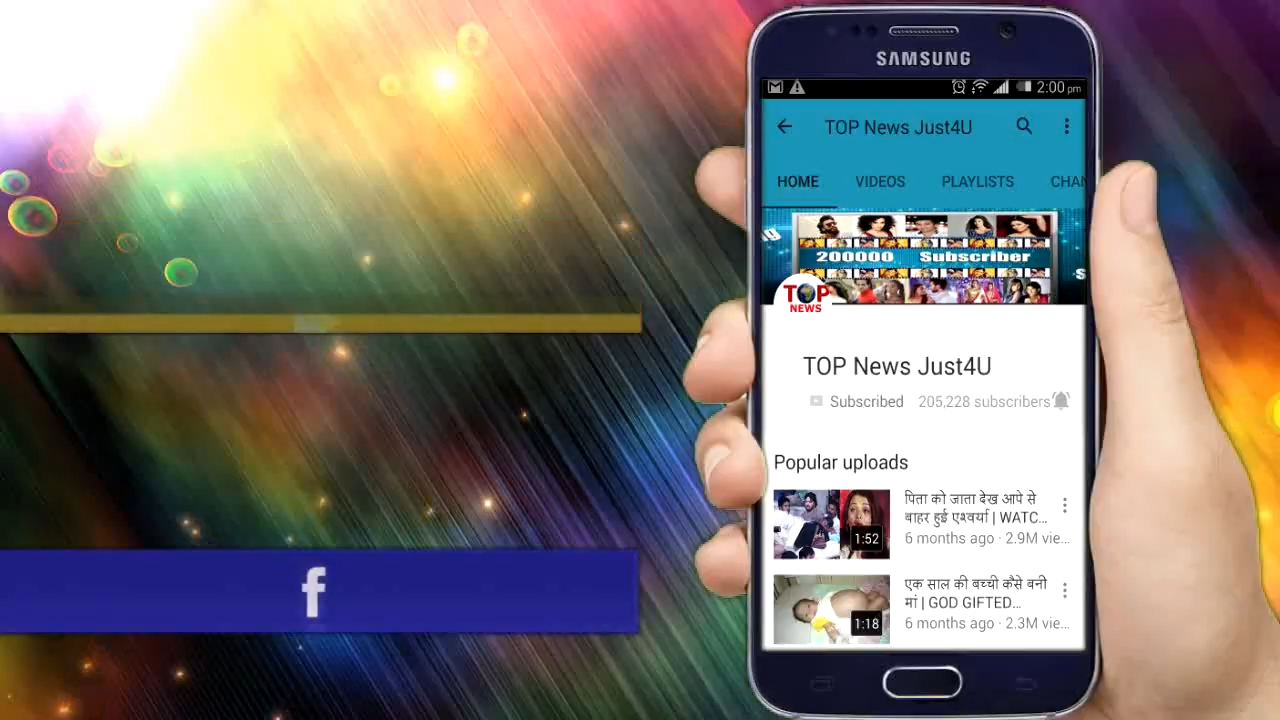 SAMSUNG
2:00 pm
TOP News Just4U
HOME VIDEOS PLAYLISTS CHAN
200000 Subscriber
TOP
NEWS
TOP News Just4U
Subscribed 205,228 subscribers
Popular uploads
पिता को जाता देख आपे से
बाहर हुई एश्वर्या | WATC...
1:52
6 months ago · 2.9M vie...
एक साल की बच्ची कैसे बनी
मां | GOD GIFTED...
1:18
6 months ago · 2.3M vie...
f